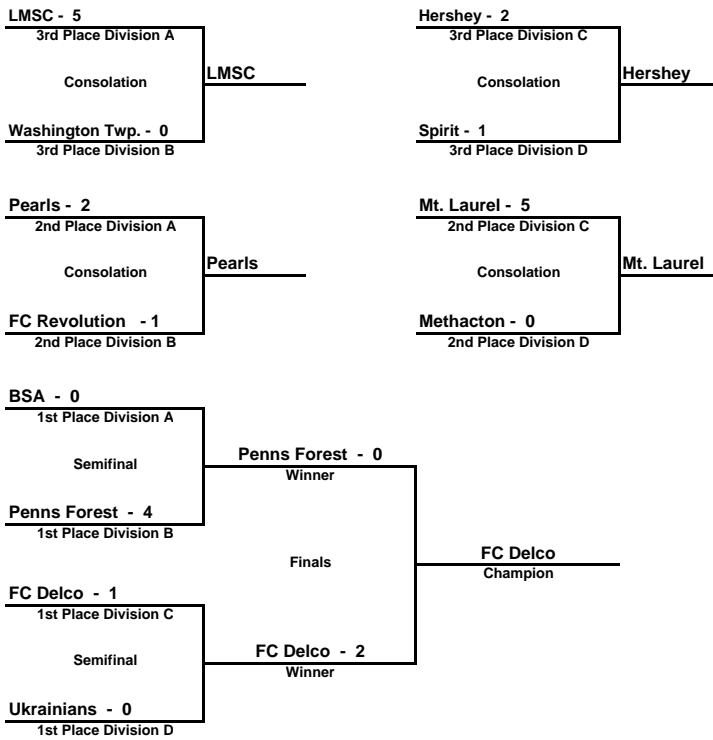 LMSC - 5
3rd Place Division A
Consolation
LMSC
Washington Twp. - 0
3rd Place Division B
Hershey - 2
3rd Place Division C
Consolation
Hershey
Spirit - 1
3rd Place Division D
Pearls - 2
2nd Place Division A
Consolation
Pearls
FC Revolution - 1
2nd Place Division B
Mt. Laurel - 5
2nd Place Division C
Consolation
Mt. Laurel
Methacton - 0
2nd Place Division D
BSA - 0
1st Place Division A
Semifinal
Penns Forest - 0
Winner
Penns Forest - 4
1st Place Division B
Finals
FC Delco
Champion
FC Delco - 1
1st Place Division C
Semifinal
FC Delco - 2
Winner
Ukrainians - 0
1st Place Division D